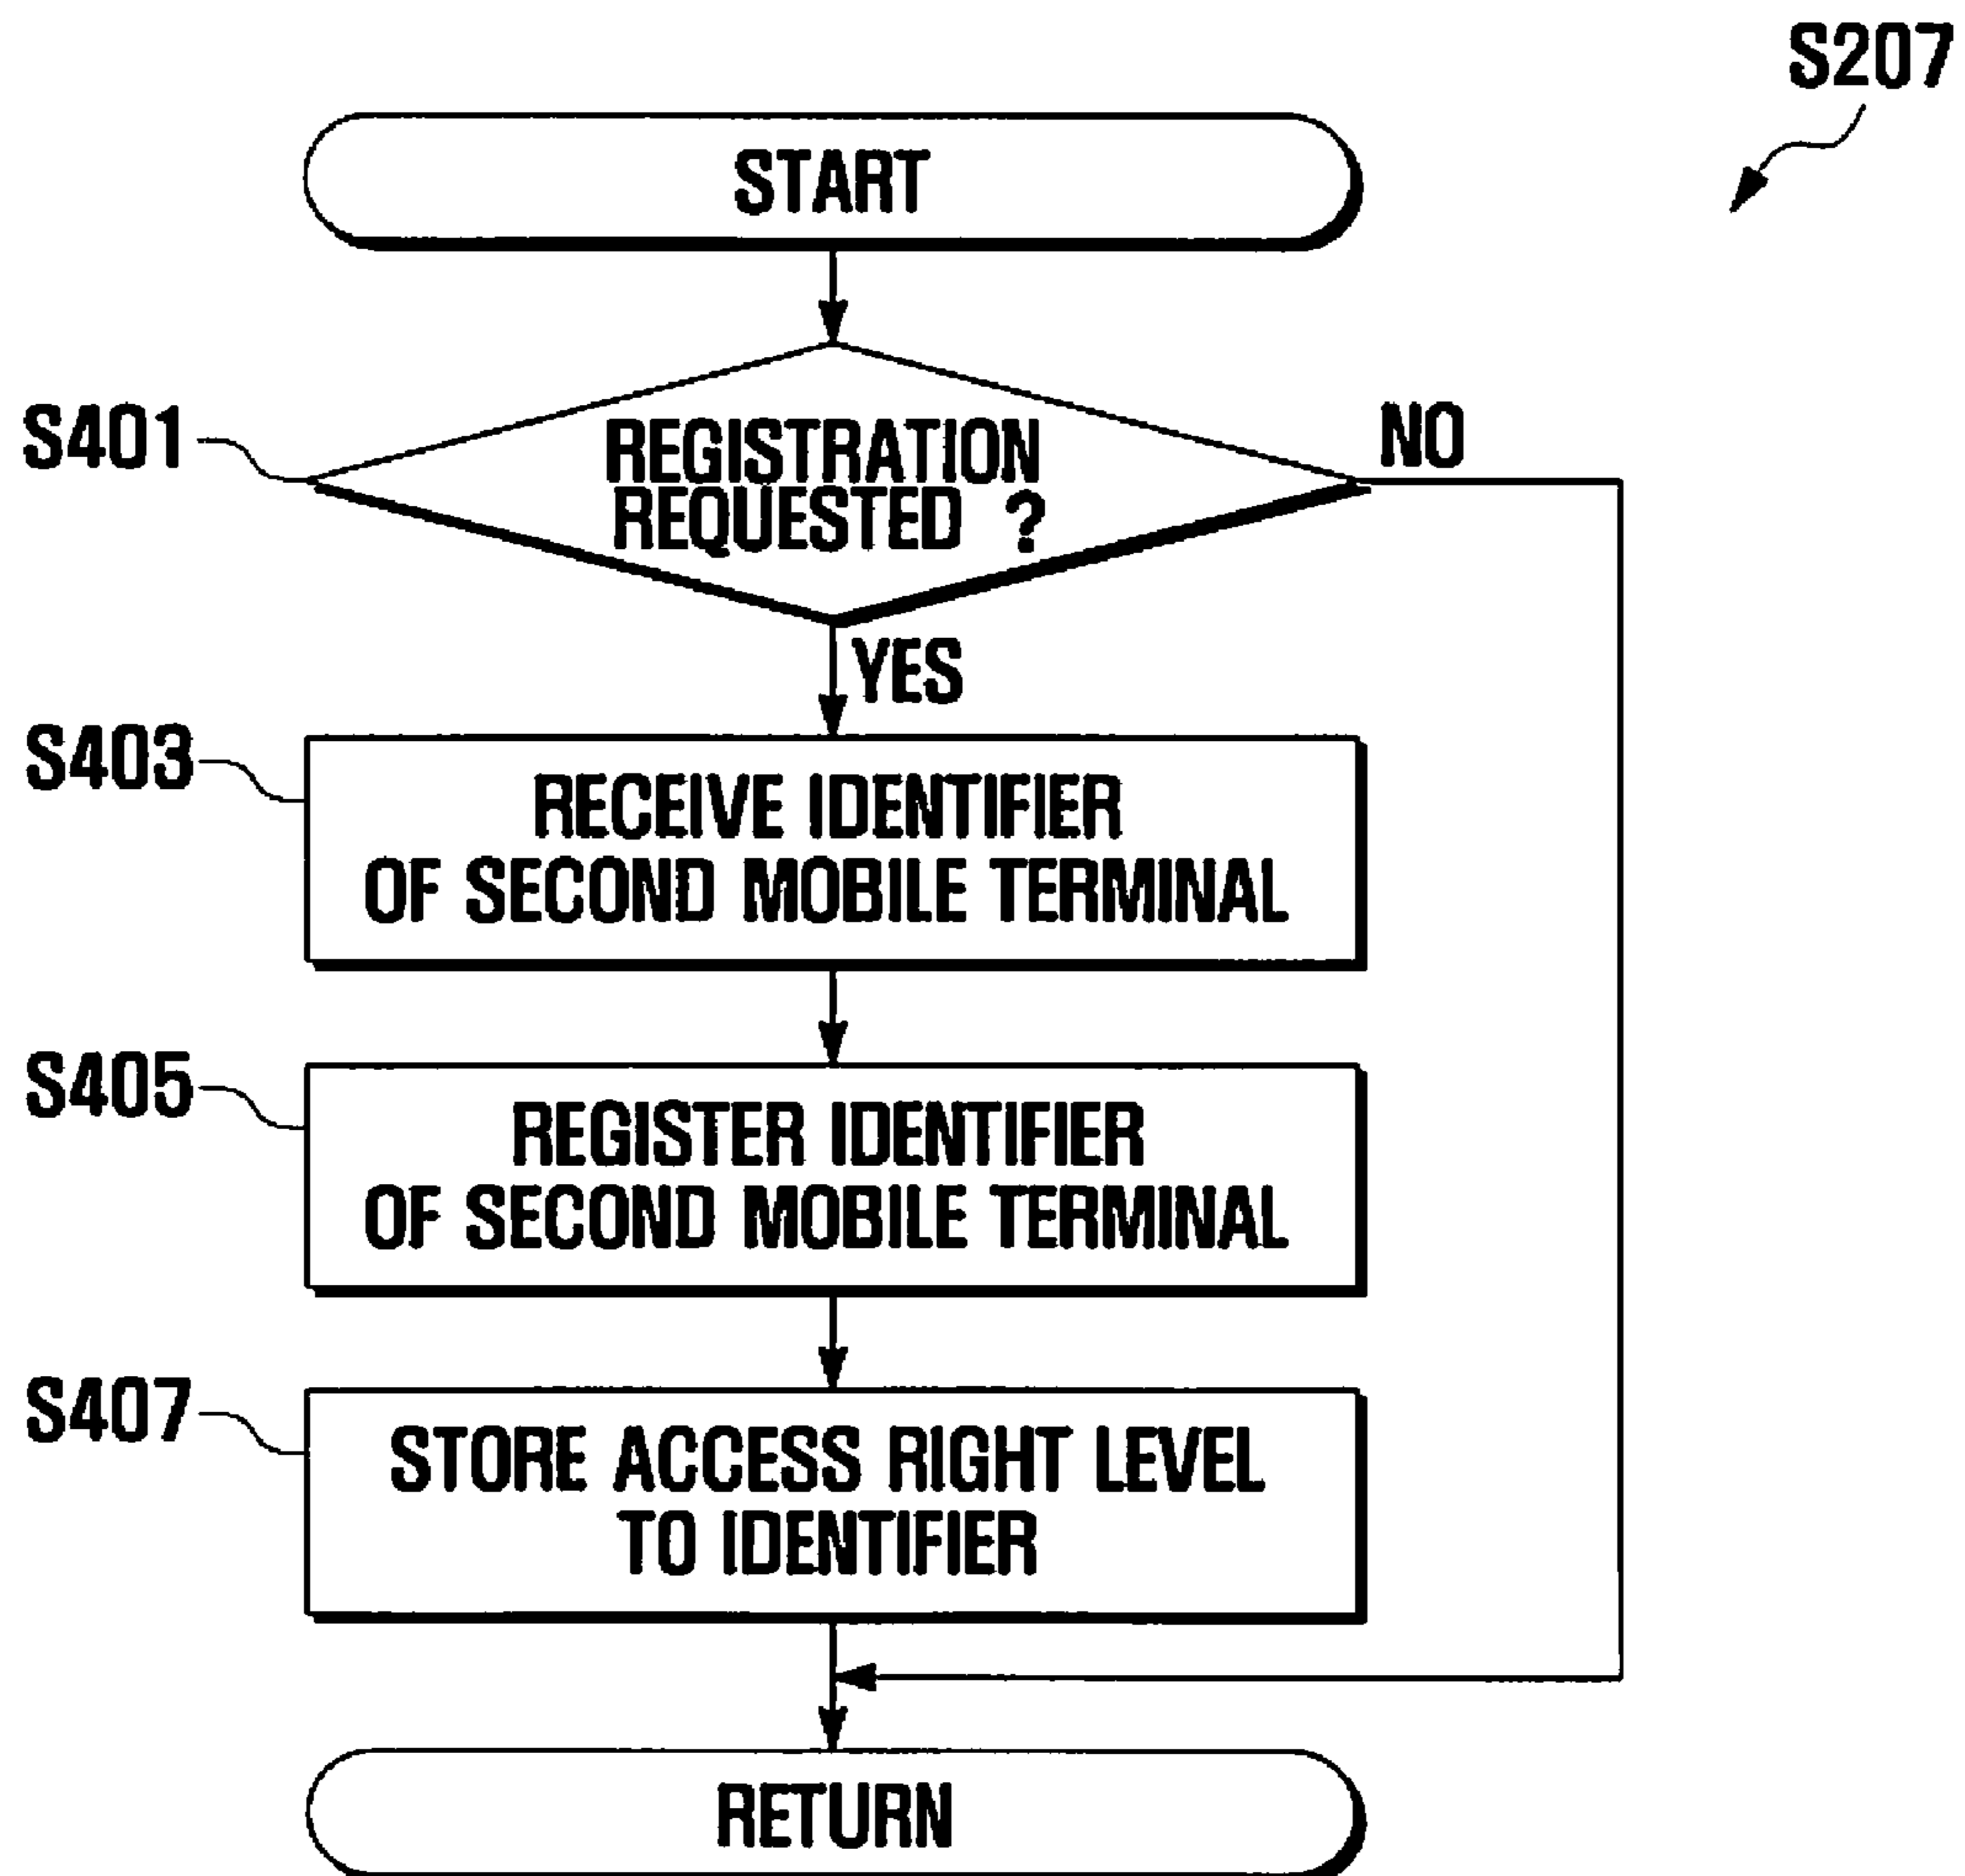 S207
START
S401
REGISTRATION
REQUESTED ?
NO
YES
S403
RECEIVE IDENTIFIER
OF SECOND MOBILE TERMINAL
S405
REGISTER IDENTIFIER
OF SECOND MOBILE TERMINAL
S407
STORE ACCESS RIGHT LEVEL
TO IDENTIFIER
RETURN